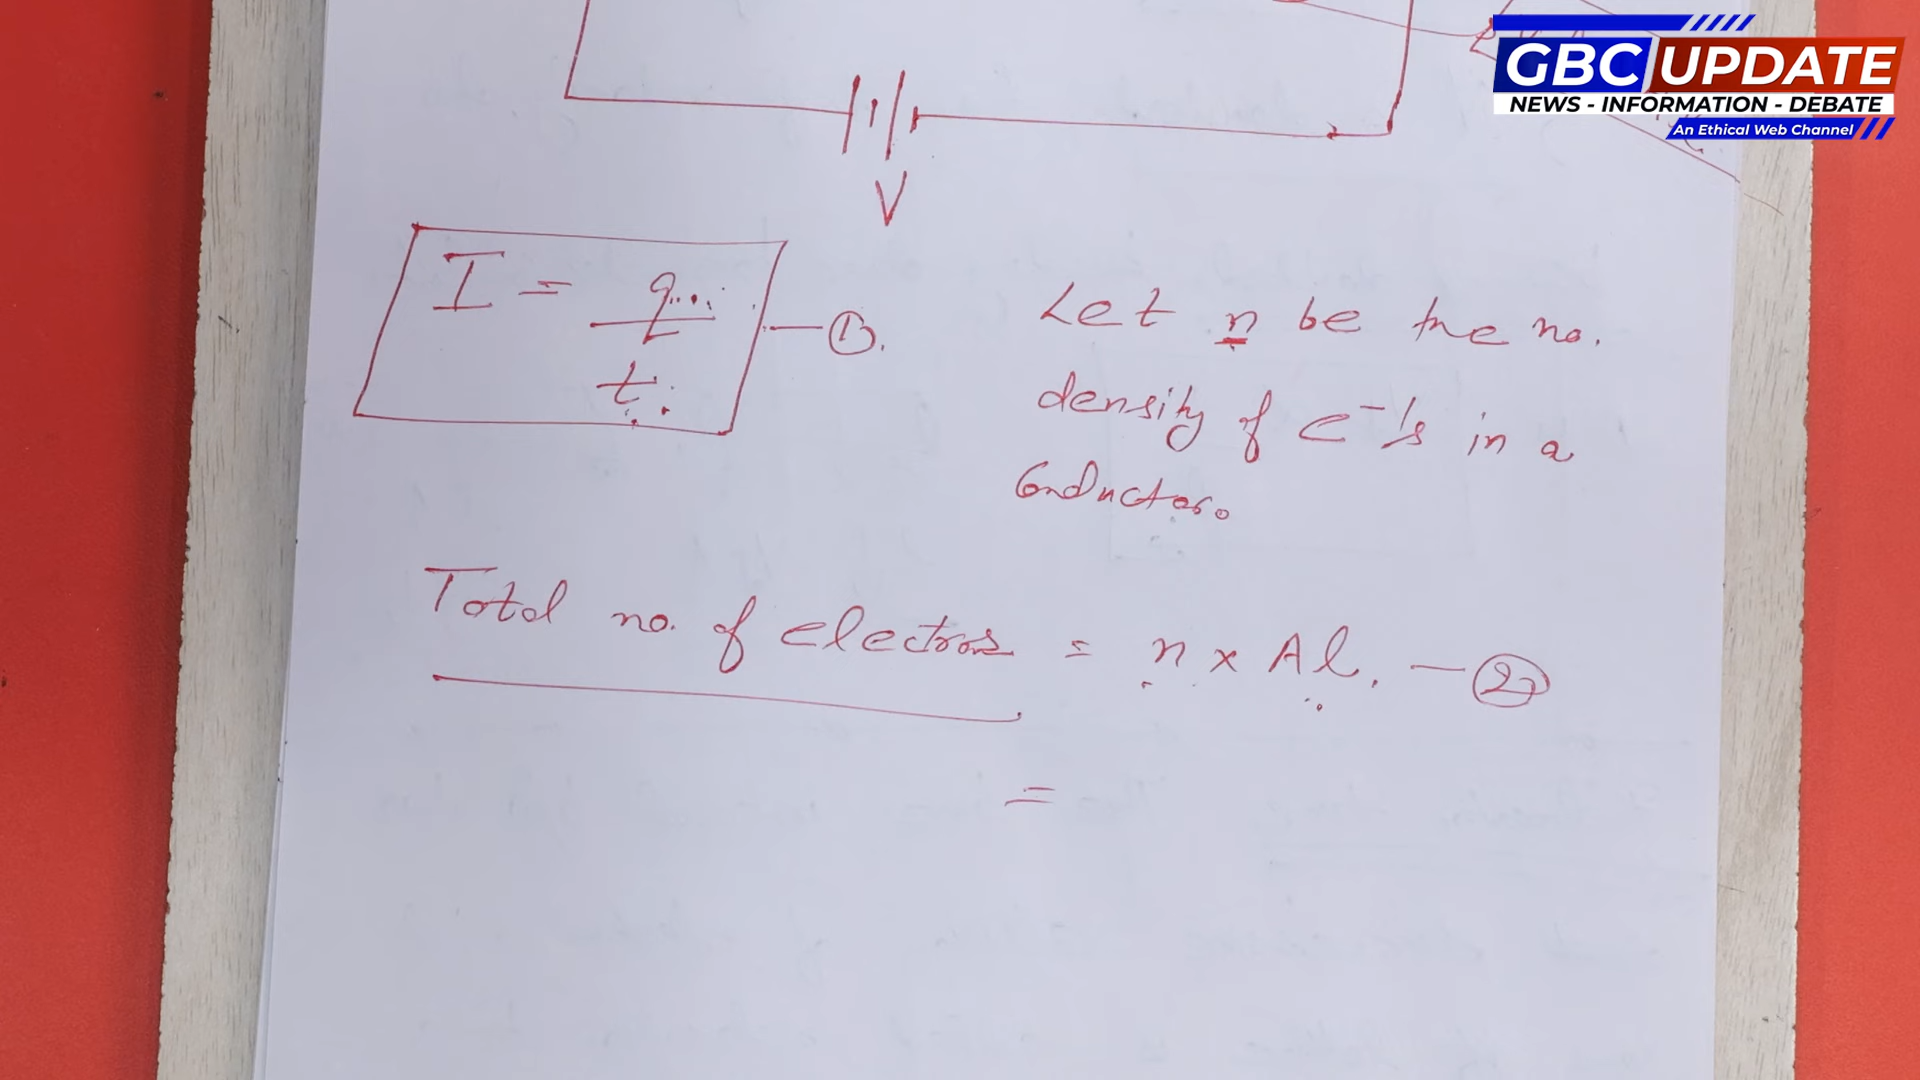 GBC UPDATE
NEWS - INFORMATION - DEBATE
An Ethical Web Channel
V
I = q/t — ①.
Let n be the no.
density of e⁻/s in a
Conductor.
Total no. of electrons = n x Al. — ②
=